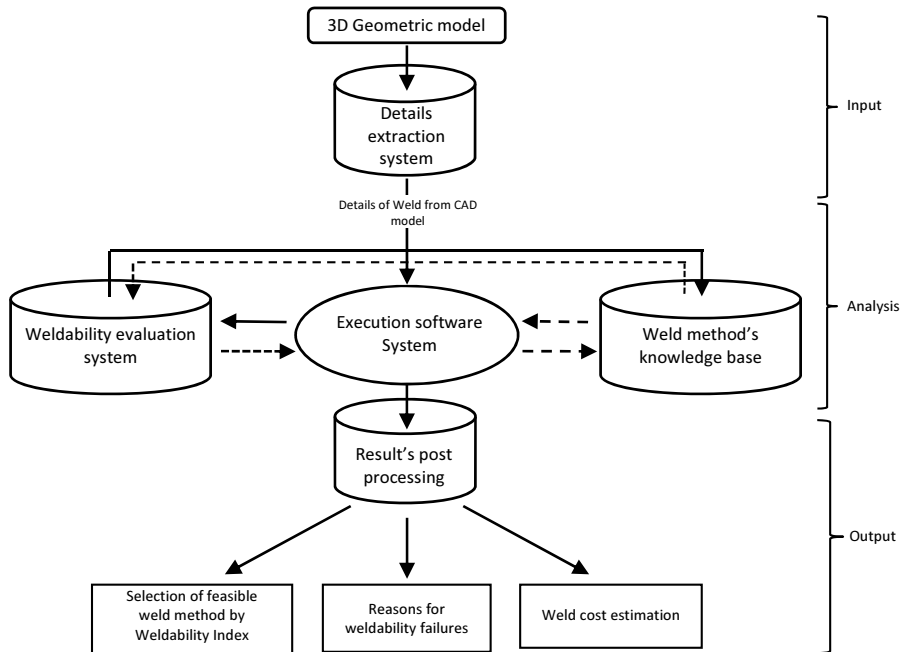 3D Geometric model
Details
extraction
system
Input
Details of Weld from CAD
model
Weldability evaluation
system
Execution software
System
Weld method's
knowledge base
Analysis
Result's post
processing
Output
Selection of feasible
weld method by
Weldability Index
Reasons for
weldability failures
Weld cost estimation